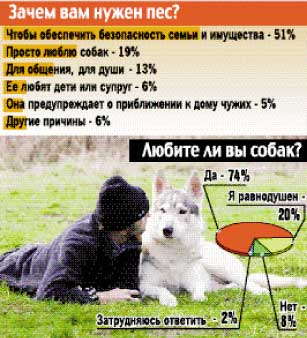 Зачем вам нужен пес?
Чтобы обеспечить безопасность семьи и имущества - 51%
Просто люблю собак - 19%
Для общения, для души - 13%
Ее любят дети или супруг - 6%
Она предупреждает о приближении к дому чужих - 5%
Другие причины - 6%
Любите ли вы собак?
Да - 74%
Я равнодушен -
20%
Нет -
8%
Затрудняюсь ответить - 2%